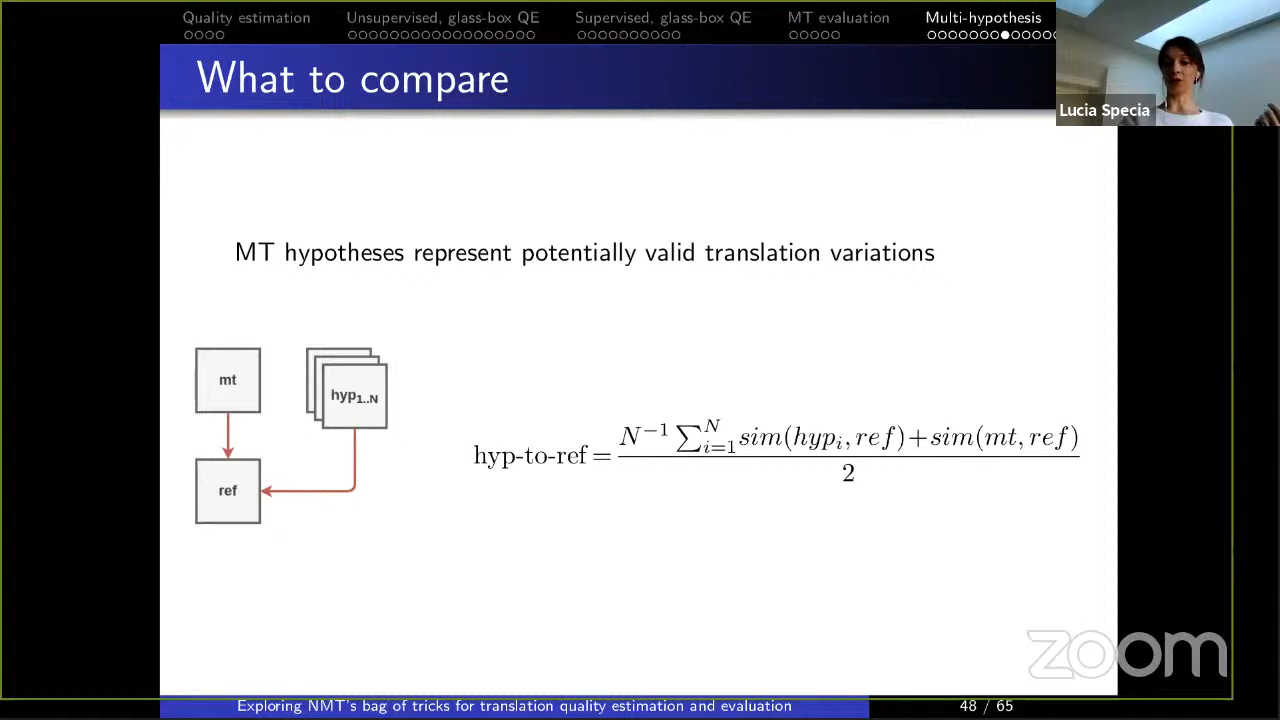 Quality estimation Unsupervised, glass-box QE Supervised, glass-box QE MT evaluation Multi-hypothesis
What to compare
Lucia Specia
MT hypotheses represent potentially valid translation variations
mt
hyp1..N
ref
hyp-to-ref = \frac{N^{-1} \sum_{i=1}^{N} sim(hyp_i, ref) + sim(mt, ref)}{2}
zoom
Exploring NMT's bag of tricks for translation quality estimation and evaluation 48 / 65